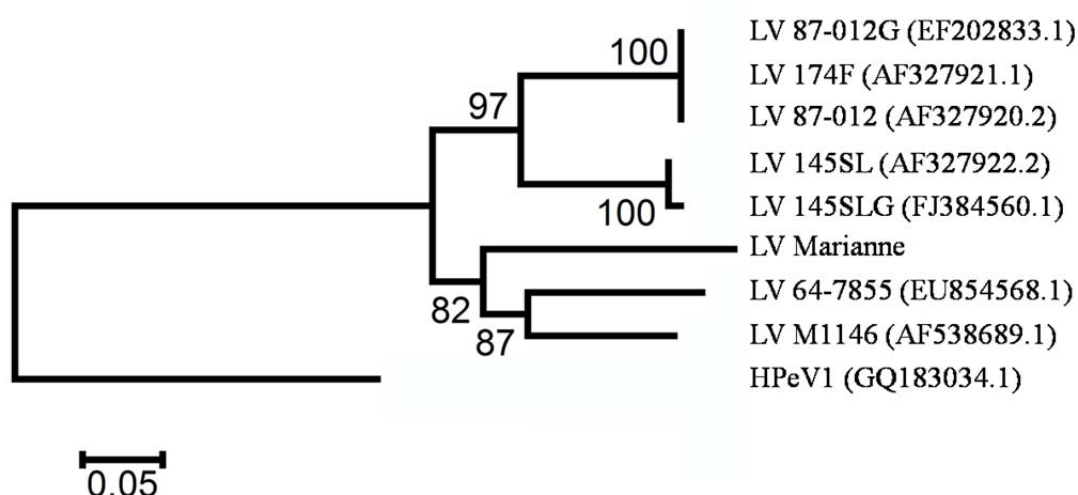 LV 87-012G (EF202833.1)
100
LV 174F (AF327921.1)
97
LV 87-012 (AF327920.2)
LV 145SL (AF327922.2)
100
LV 145SLG (FJ384560.1)
LV Marianne
LV 64-7855 (EU854568.1)
82
LV M1146 (AF538689.1)
87
HPeV1 (GQ183034.1)
0.05